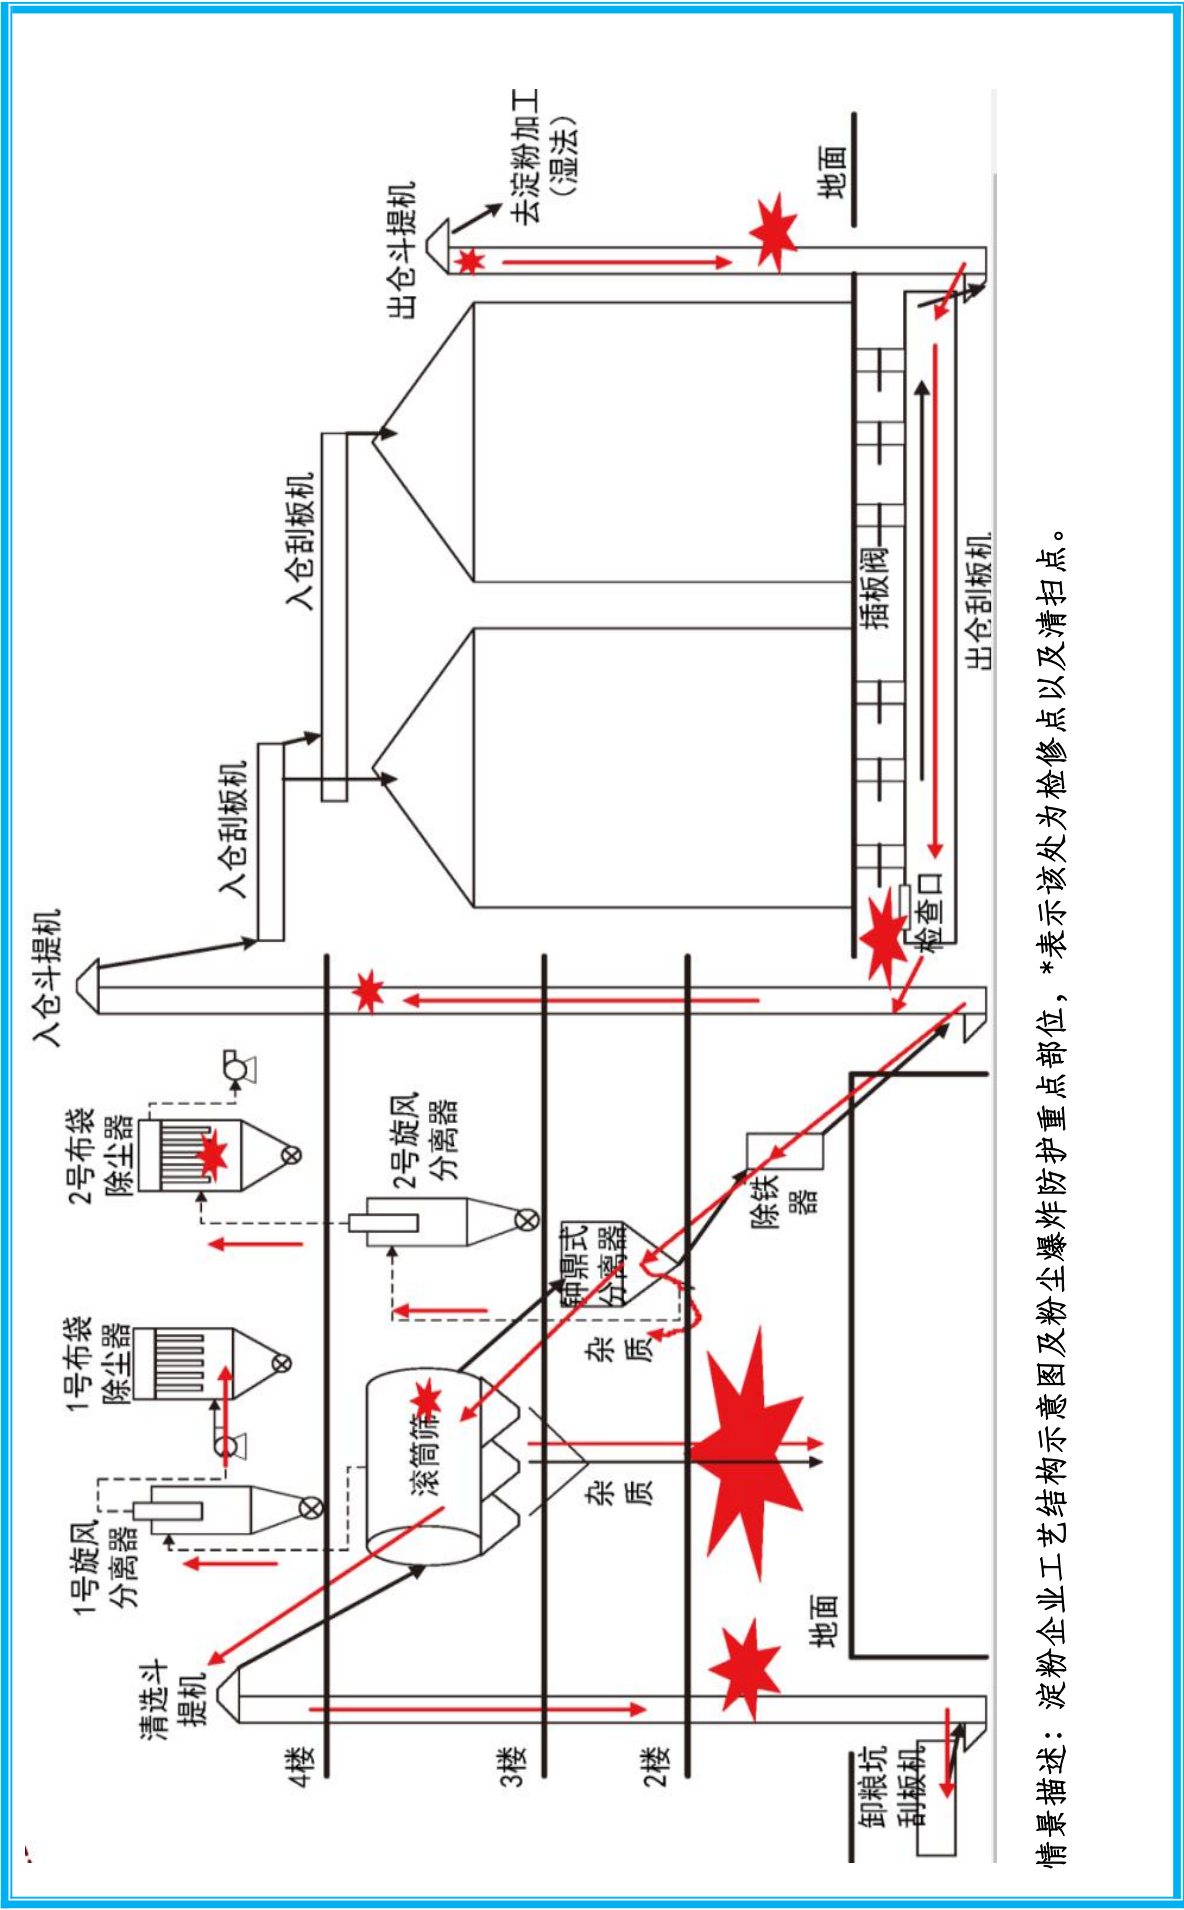 入仓斗提机
2号布袋
除尘器
1号布袋
除尘器
1号旋风
分离器
清选斗
提机
4楼
入仓刮板机
入仓刮板机
出仓斗提机
去淀粉加工
（湿法）
2号旋风
分离器
滚筒筛
3楼
钟鼎式
分离器
杂
质
杂
质
2楼
除铁
器
地面
地面
插板阀
检查口
出仓刮板机
卸粮坑
刮板机
情景描述：淀粉企业工艺结构示意图及粉尘爆炸防护重点部位，*表示该处为检修点以及清扫点。